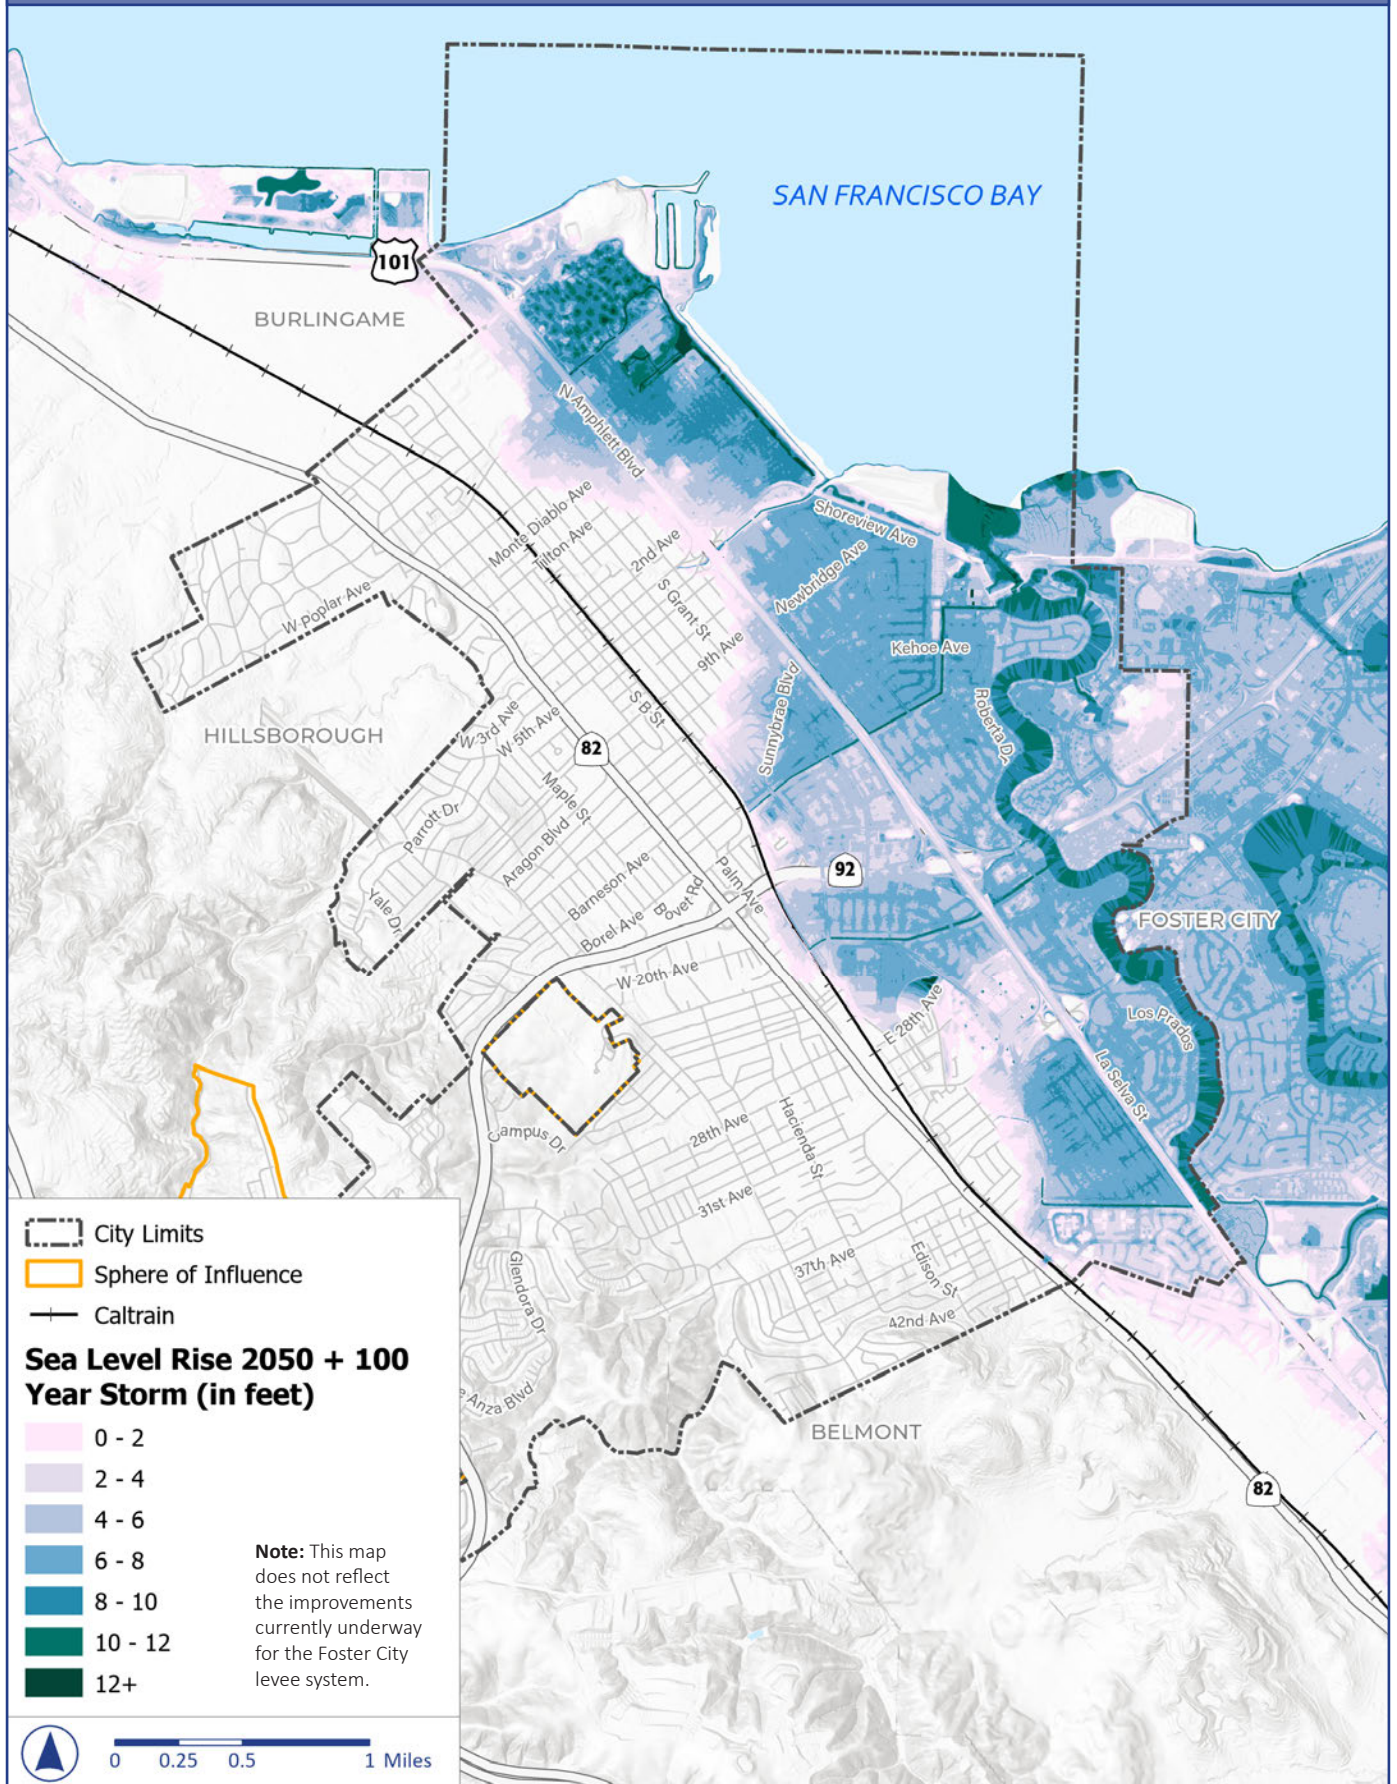 SAN FRANCISCO BAY
101
BURLINGAME
N Amphlett Blvd
Monte Diablo Ave
Tilton Ave
2nd Ave
Shoreview Ave
Newbridge Ave
S Grant St
W Poplar Ave
9th Ave
Kehoe Ave
Sunnybrae Blvd
S B St
Roberta Dr
W 3rd Ave
W 5th Ave
HILLSBOROUGH
82
Maple St
Parrott Dr
Aragon Blvd
Barneson Ave
Palm Ave
92
Yale Dr
Bovet Rd
Borel Ave
FOSTER CITY
W 20th Ave
E 28th Ave
Los Prados
La Selva St
28th Ave
Hacienda St
Campus Dr
31st Ave
37th Ave
Edison St
Glendora Dr
42nd Ave
e Anza Blvd
BELMONT
82
City Limits
Sphere of Influence
Caltrain
Sea Level Rise 2050 + 100
Year Storm (in feet)
0 - 2
2 - 4
4 - 6
6 - 8
8 - 10
10 - 12
12+
Note: This map
does not reflect
the improvements
currently underway
for the Foster City
levee system.
0 0.25 0.5 1 Miles